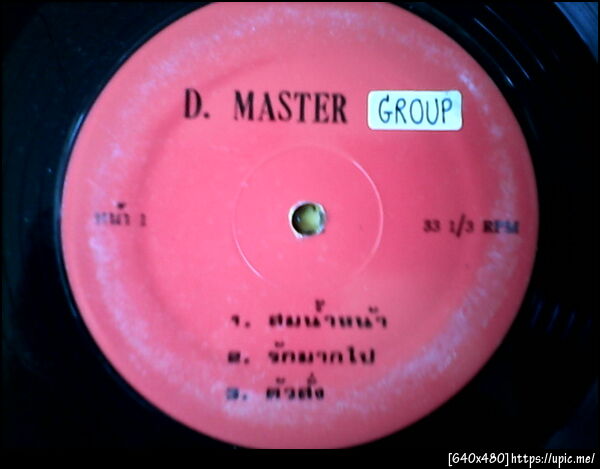 D. MASTER GROUP
หน้า 1
33 1/3 RPM
๑. สมน้ำหน้า
๒. รักมากไป
๓. ตัวสั่ง
[640x480]https://upic.me/